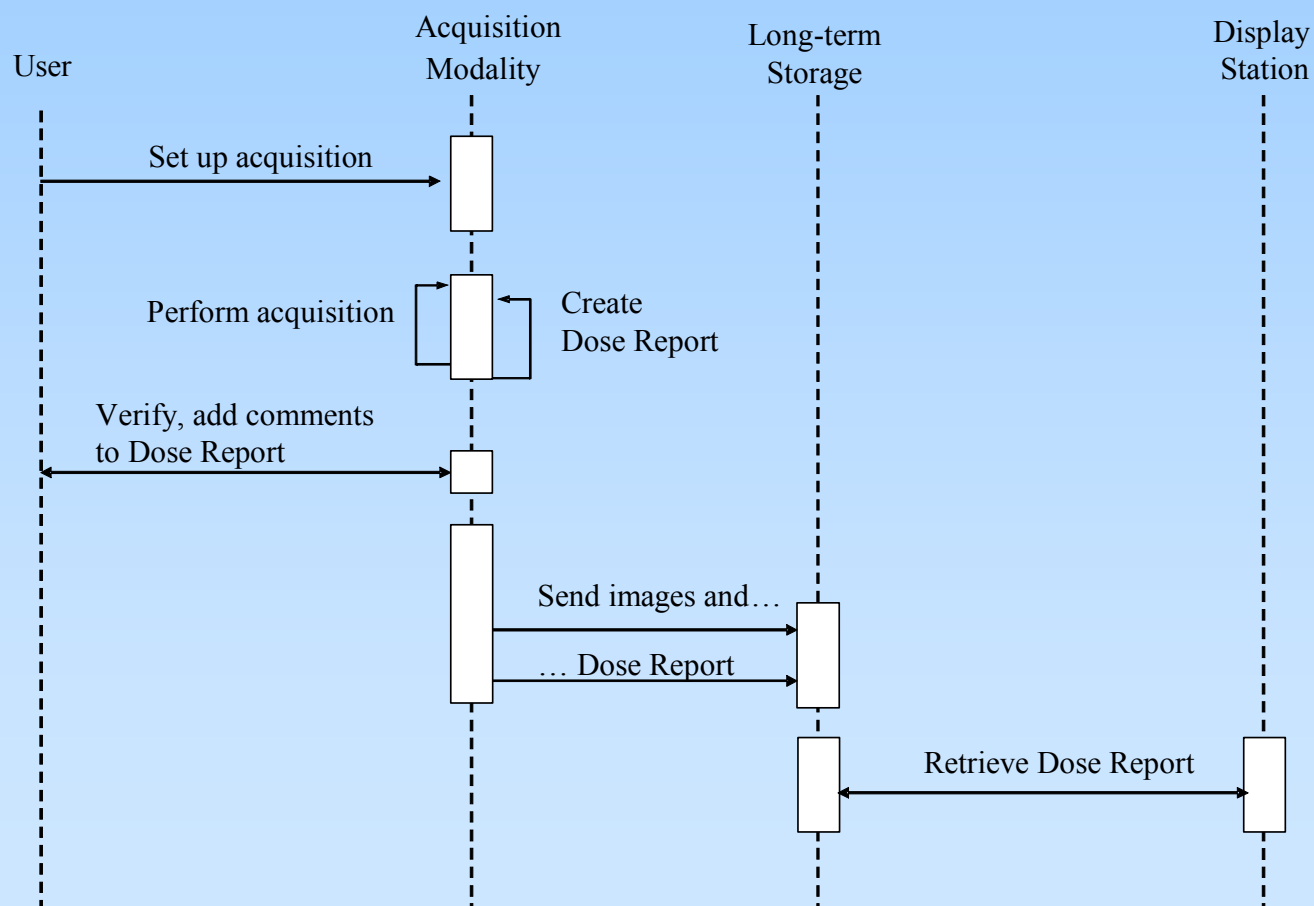 User
Acquisition
Modality
Long-term
Storage
Display
Station
Set up acquisition
Perform acquisition
Create
Dose Report
Verify, add comments
to Dose Report
Send images and…
… Dose Report
Retrieve Dose Report